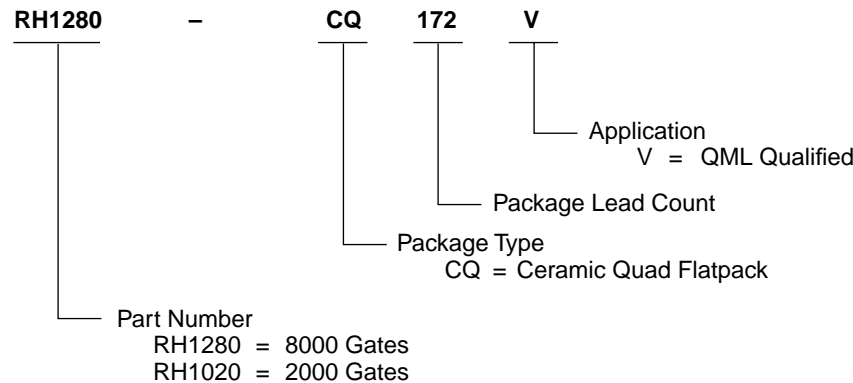 RH1280 – CQ 172 V
Application
V = QML Qualified
Package Lead Count
Package Type
CQ = Ceramic Quad Flatpack
Part Number
RH1280 = 8000 Gates
RH1020 = 2000 Gates